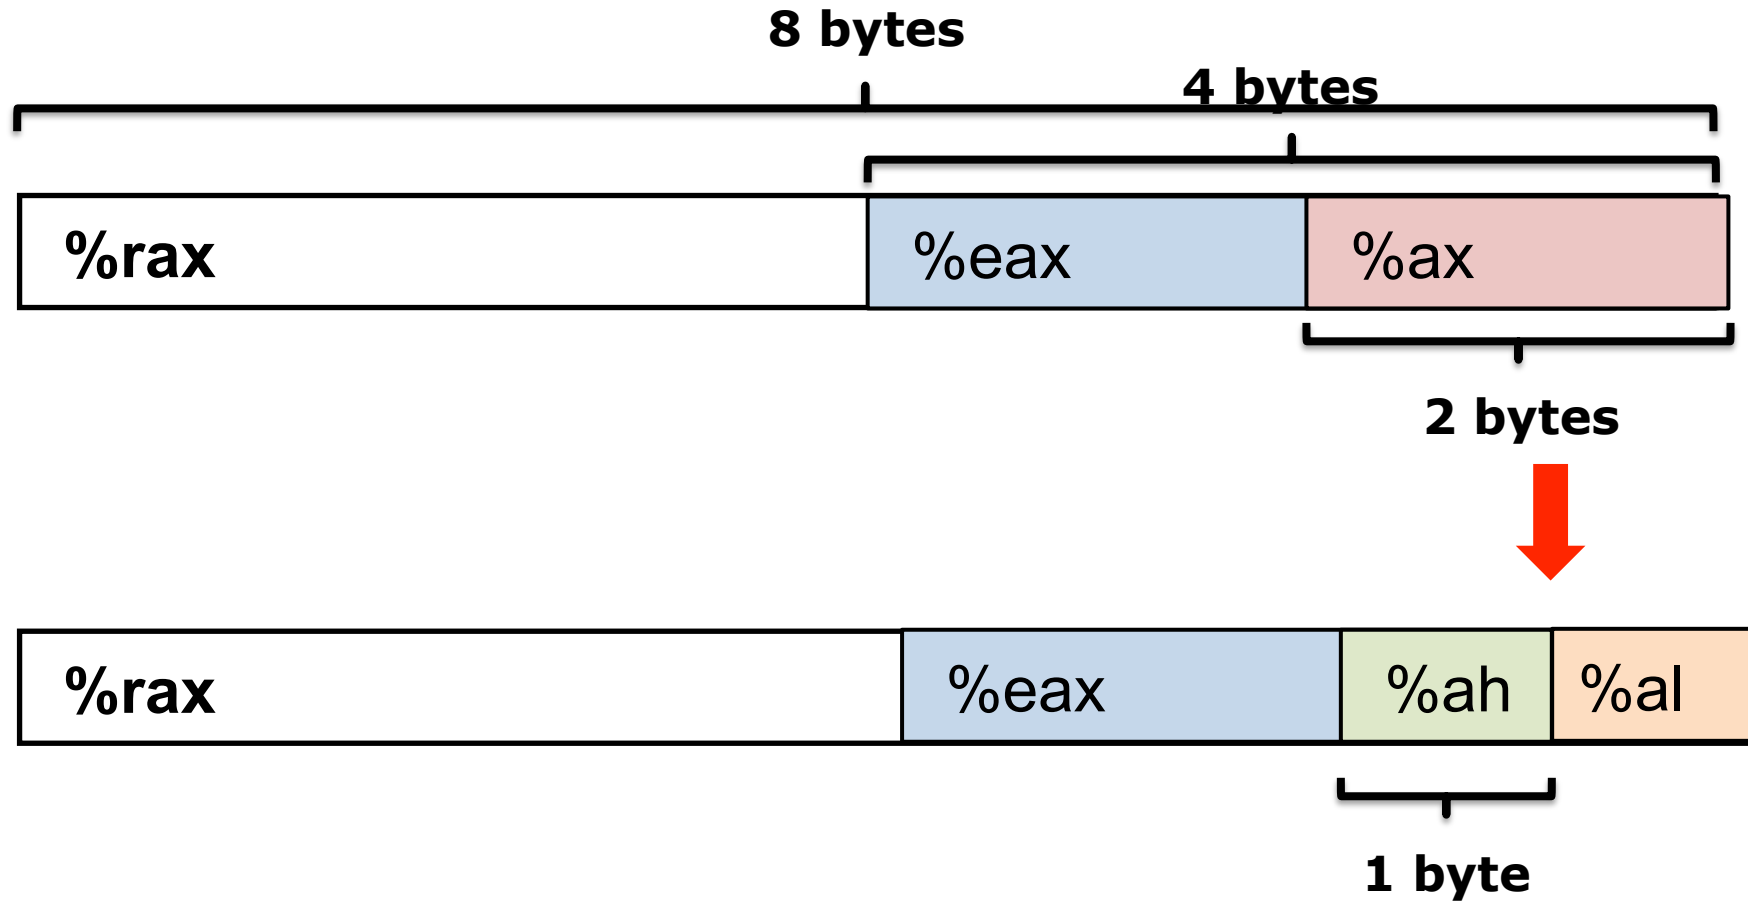 8 bytes
4 bytes
%rax %eax %ax
2 bytes
%rax %eax %ah %al
1 byte